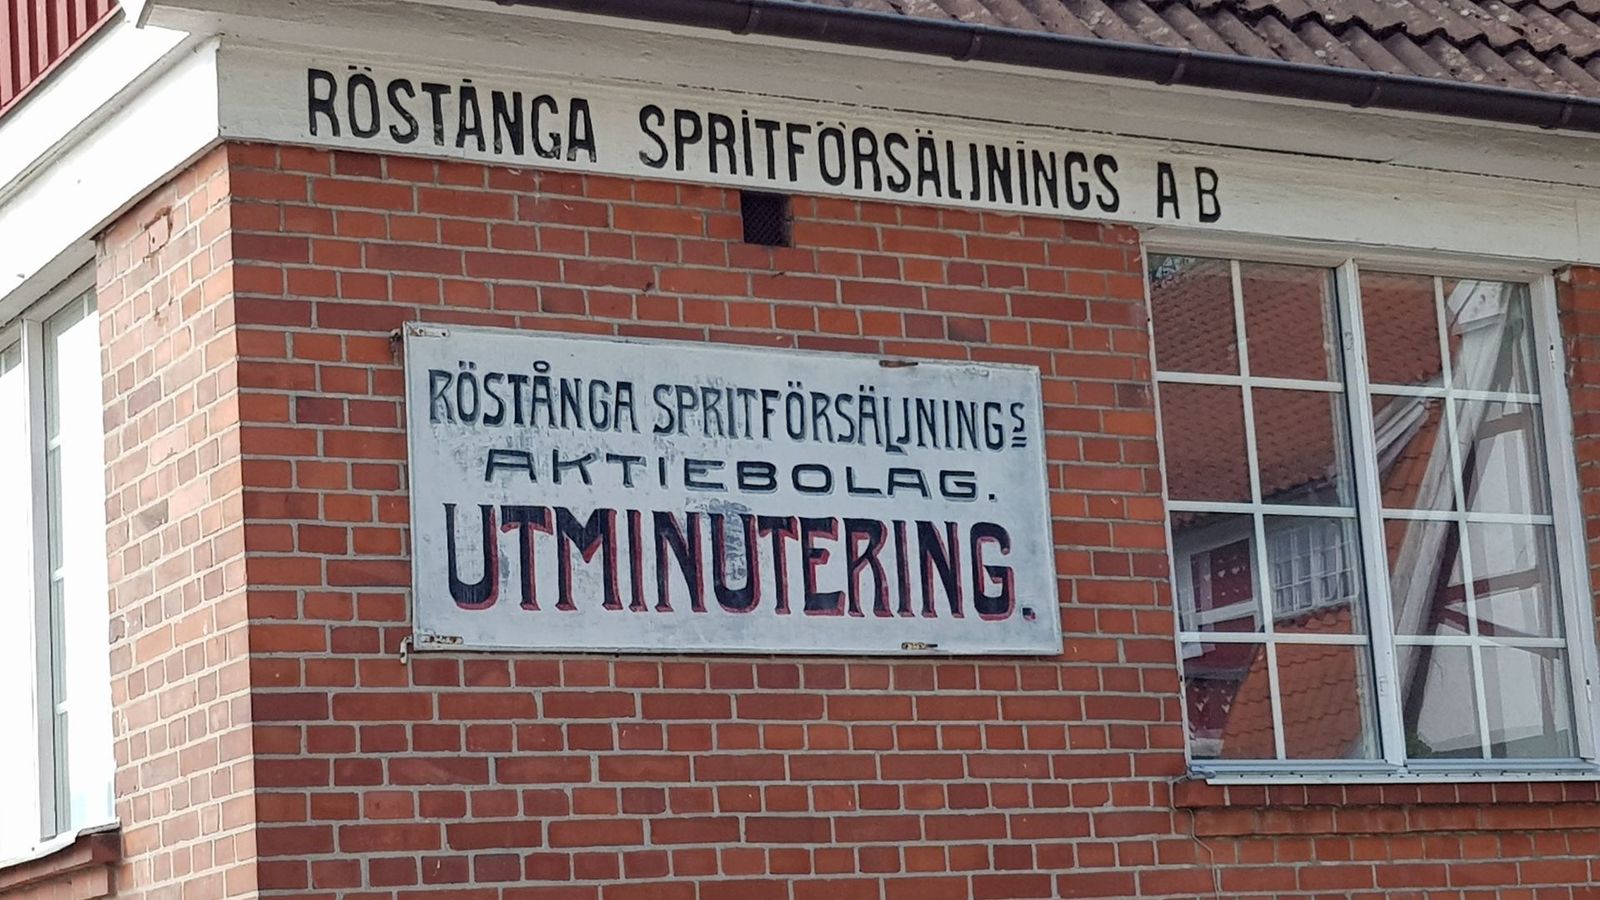 RÖSTÅNGA SPRITFÖRSÄLJNINGS AB
RÖSTÅNGA SPRITFÖRSÄLJNINGS
AKTIEBOLAG.
UTMINUTERING.